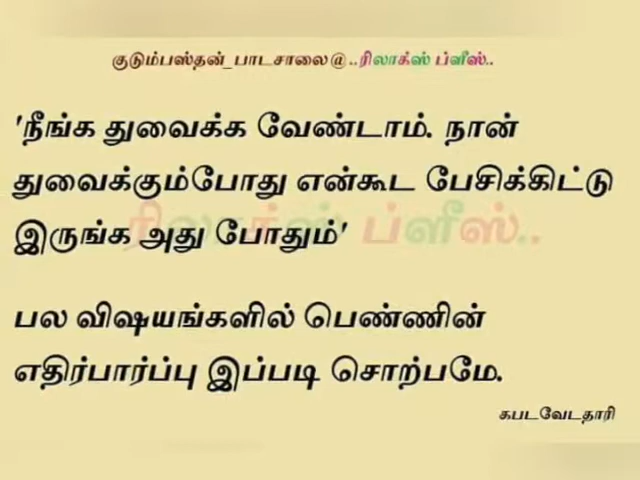 குடும்பஸ்தன்_பாடசாலை@..ரிலாக்ஸ் ப்ளீஸ்..
'நீங்க துவைக்க வேண்டாம். நான்
துவைக்கும்போது என்கூட பேசிக்கிட்டு
இருங்க அது போதும்'
ரிலாக்ஸ் ப்ளீஸ்..
பல விஷயங்களில் பெண்ணின்
எதிர்பார்ப்பு இப்படி சொற்பமே.
கபடவேடதாரி